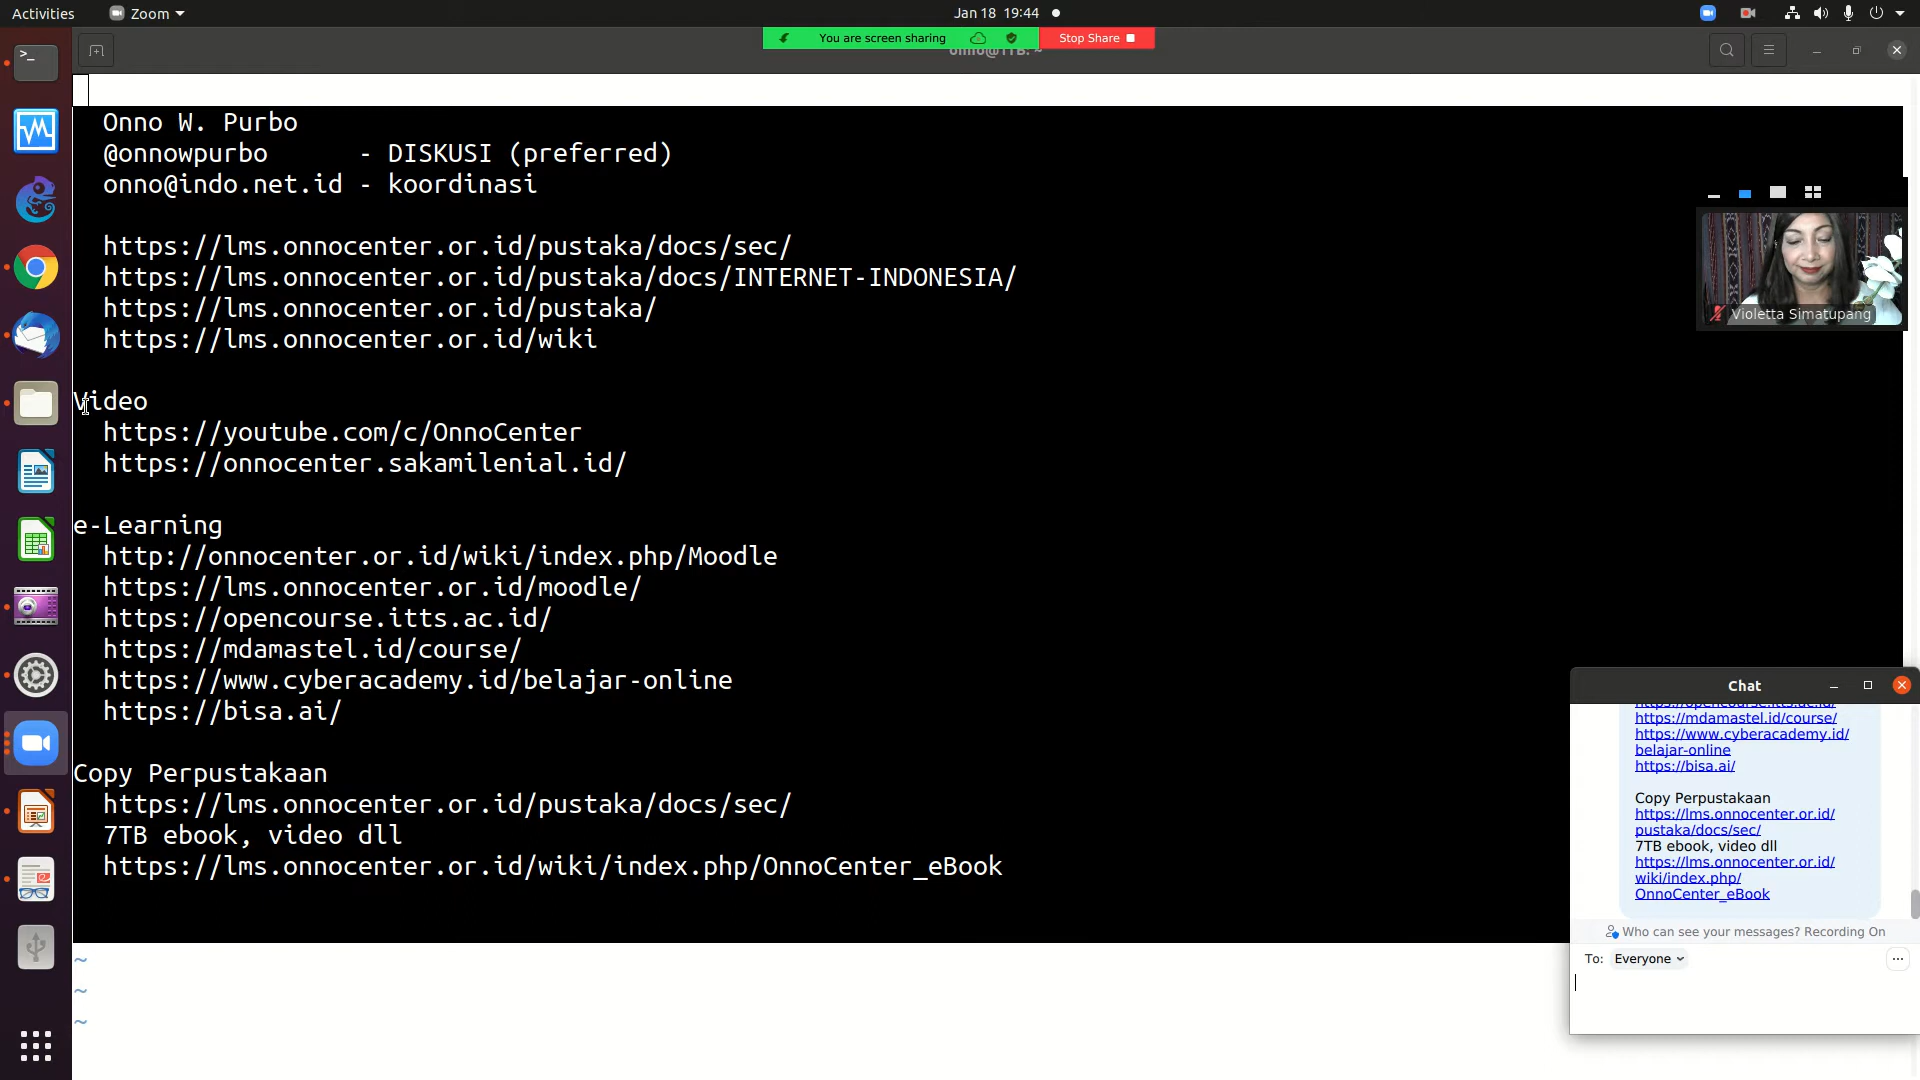 Activities
Zoom
Jan 18 19:44
You are screen sharing
Stop Share
Onno W. Purbo
@onnowpurbo - DISKUSI (preferred)
onno@indo.net.id - koordinasi
https://lms.onnocenter.or.id/pustaka/docs/sec/
https://lms.onnocenter.or.id/pustaka/docs/INTERNET-INDONESIA/
https://lms.onnocenter.or.id/pustaka/
https://lms.onnocenter.or.id/wiki
Video
https://youtube.com/c/OnnoCenter
https://onnocenter.sakamilenial.id/
e-Learning
http://onnocenter.or.id/wiki/index.php/Moodle
https://lms.onnocenter.or.id/moodle/
https://opencourse.itts.ac.id/
https://mdamastel.id/course/
https://www.cyberacademy.id/belajar-online
https://bisa.ai/
Copy Perpustakaan
https://lms.onnocenter.or.id/pustaka/docs/sec/
7TB ebook, video dll
https://lms.onnocenter.or.id/wiki/index.php/OnnoCenter_eBook
~
~
~
Violetta Simatupang
Chat
https://opencourse.itts.ac.id/
https://mdamastel.id/course/
https://www.cyberacademy.id/
belajar-online
https://bisa.ai/
Copy Perpustakaan
https://lms.onnocenter.or.id/
pustaka/docs/sec/
7TB ebook, video dll
https://lms.onnocenter.or.id/
wiki/index.php/
OnnoCenter_eBook
Who can see your messages? Recording On
To: Everyone